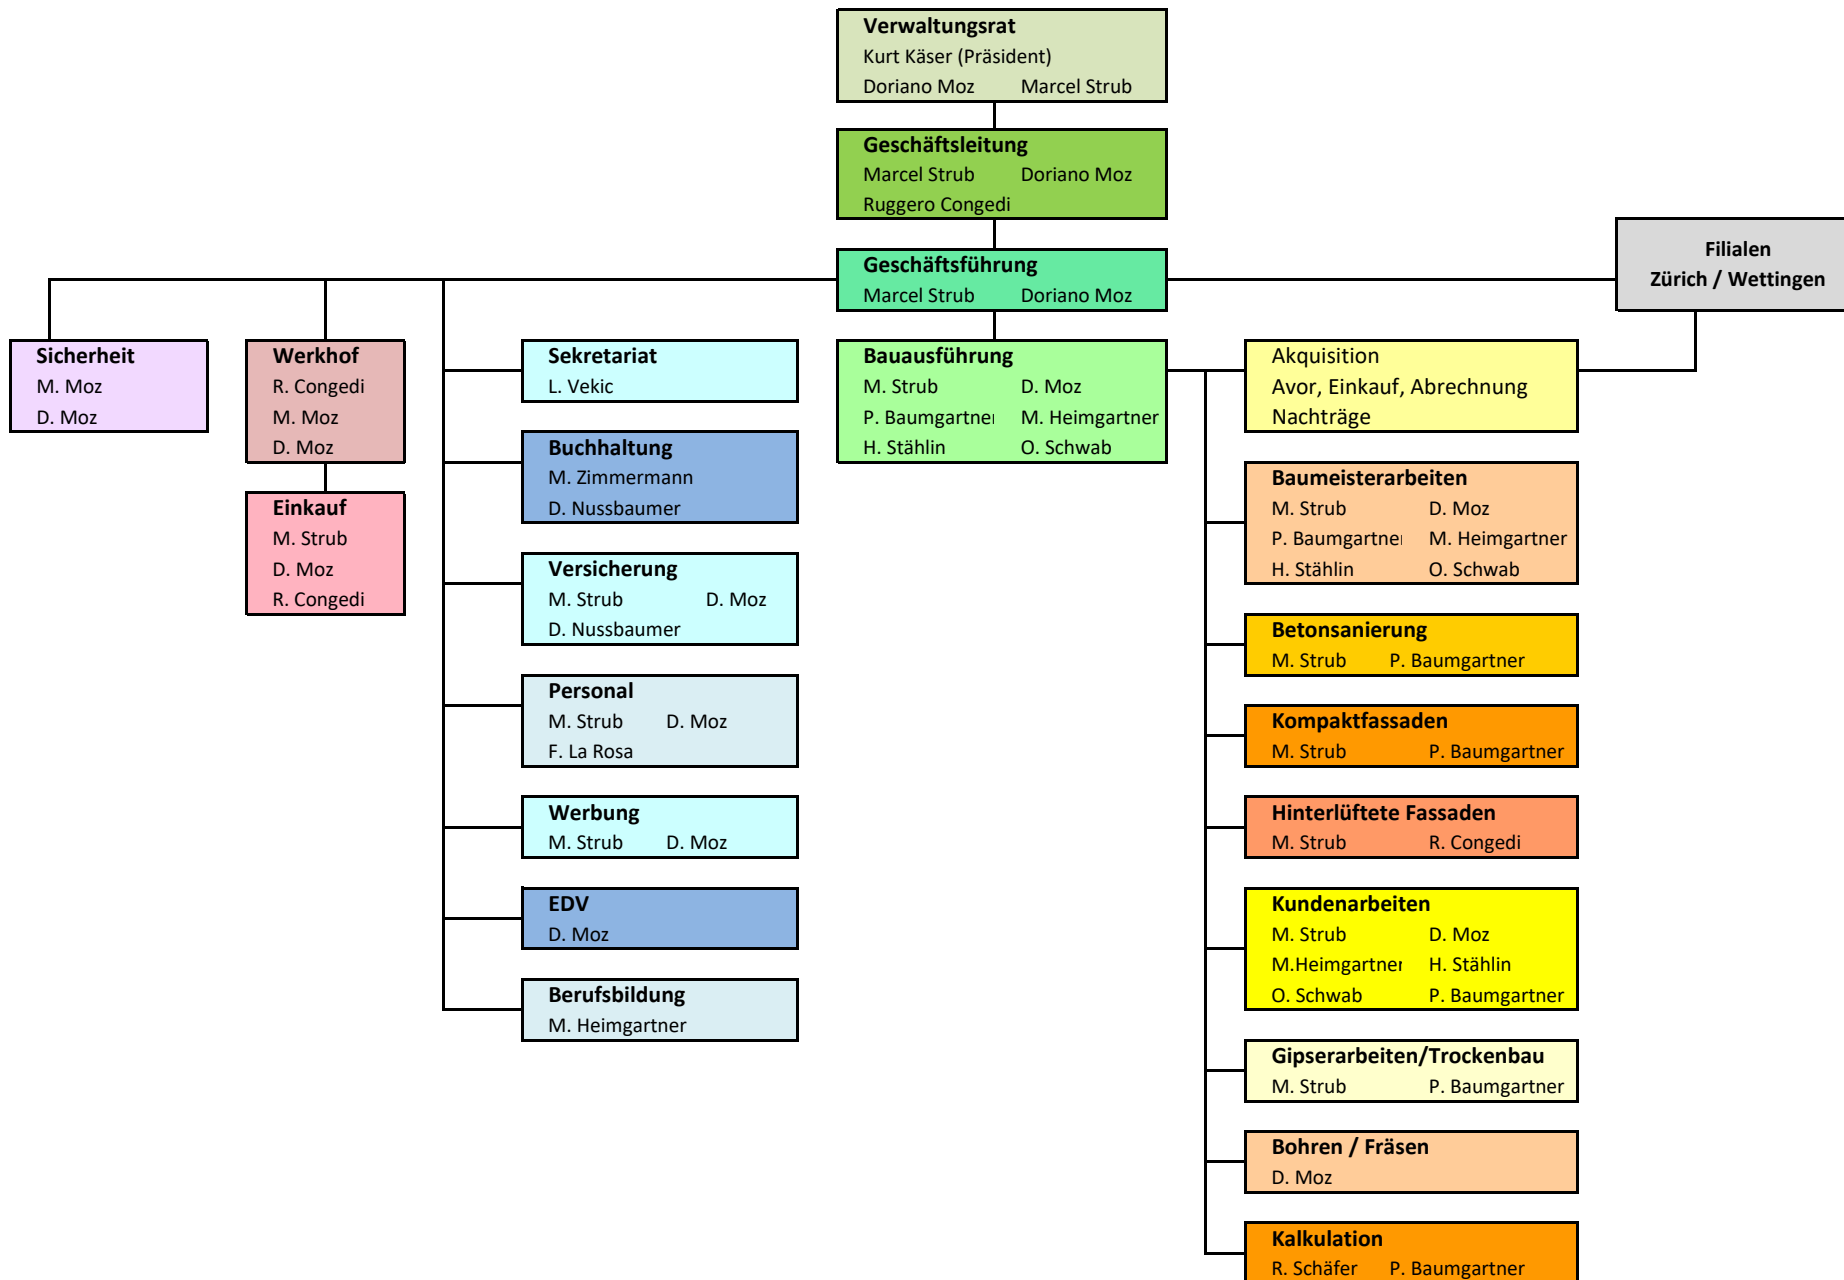 Verwaltungsrat
Kurt Käser (Präsident)
Doriano Moz Marcel Strub
Geschäftsleitung
Marcel Strub Doriano Moz
Ruggero Congedi
Filialen
Zürich / Wettingen
Geschäftsführung
Marcel Strub Doriano Moz
Sicherheit
M. Moz
D. Moz
Werkhof
R. Congedi
M. Moz
D. Moz
Einkauf
M. Strub
D. Moz
R. Congedi
Sekretariat
L. Vekic
Buchhaltung
M. Zimmermann
D. Nussbaumer
Versicherung
M. Strub D. Moz
D. Nussbaumer
Personal
M. Strub D. Moz
F. La Rosa
Werbung
M. Strub D. Moz
EDV
D. Moz
Berufsbildung
M. Heimgartner
Bauausführung
M. Strub D. Moz
P. Baumgartner M. Heimgartner
H. Stählin O. Schwab
Akquisition
Avor, Einkauf, Abrechnung
Nachträge
Baumeisterarbeiten
M. Strub D. Moz
P. Baumgartner M. Heimgartner
H. Stählin O. Schwab
Betonsanierung
M. Strub P. Baumgartner
Kompaktfassaden
M. Strub P. Baumgartner
Hinterlüftete Fassaden
M. Strub R. Congedi
Kundenarbeiten
M. Strub D. Moz
M.Heimgartner H. Stählin
O. Schwab P. Baumgartner
Gipserarbeiten/Trockenbau
M. Strub P. Baumgartner
Bohren / Fräsen
D. Moz
Kalkulation
R. Schäfer P. Baumgartner